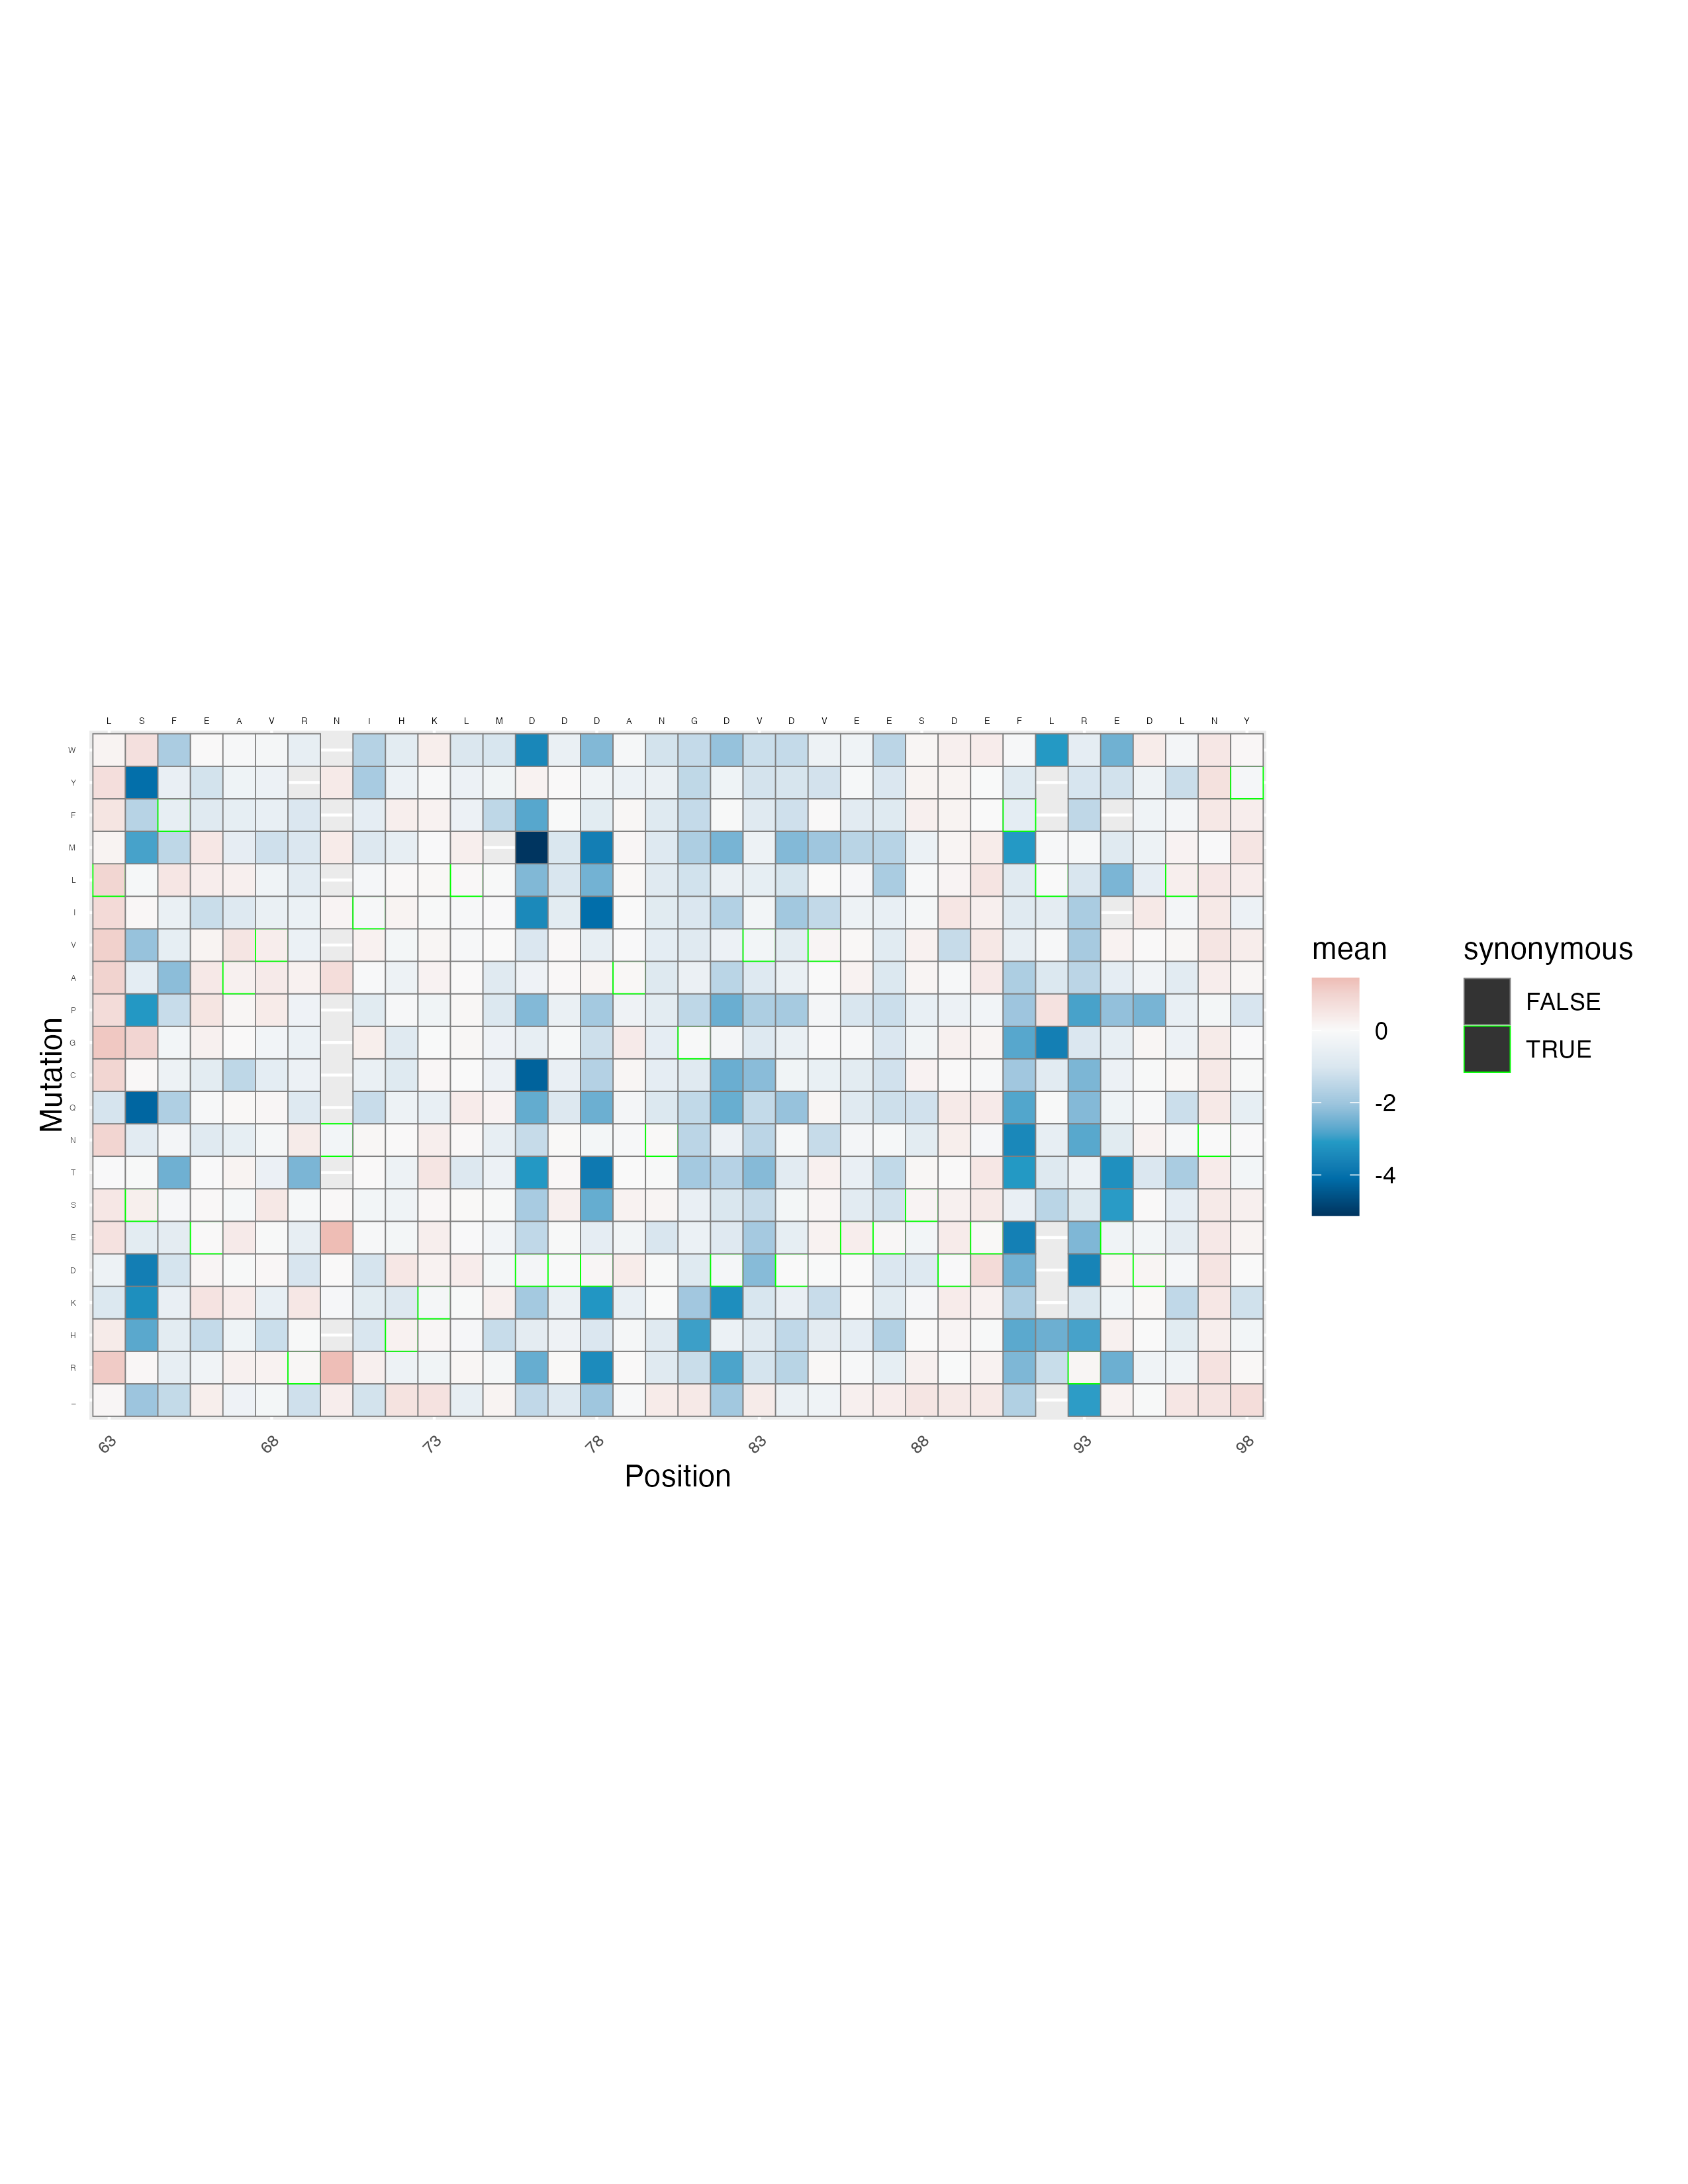 L S F E A V R N I H K L M D D D A N G D V D V E E S D E F L R E D L N Y
W
Y
F
M
L
I
V
A
P
G
C
Q
N
T
S
E
D
K
H
R
_
Mutation
63 68 73 78 83 88 93 98
Position
mean
0
-2
-4
synonymous
FALSE
TRUE